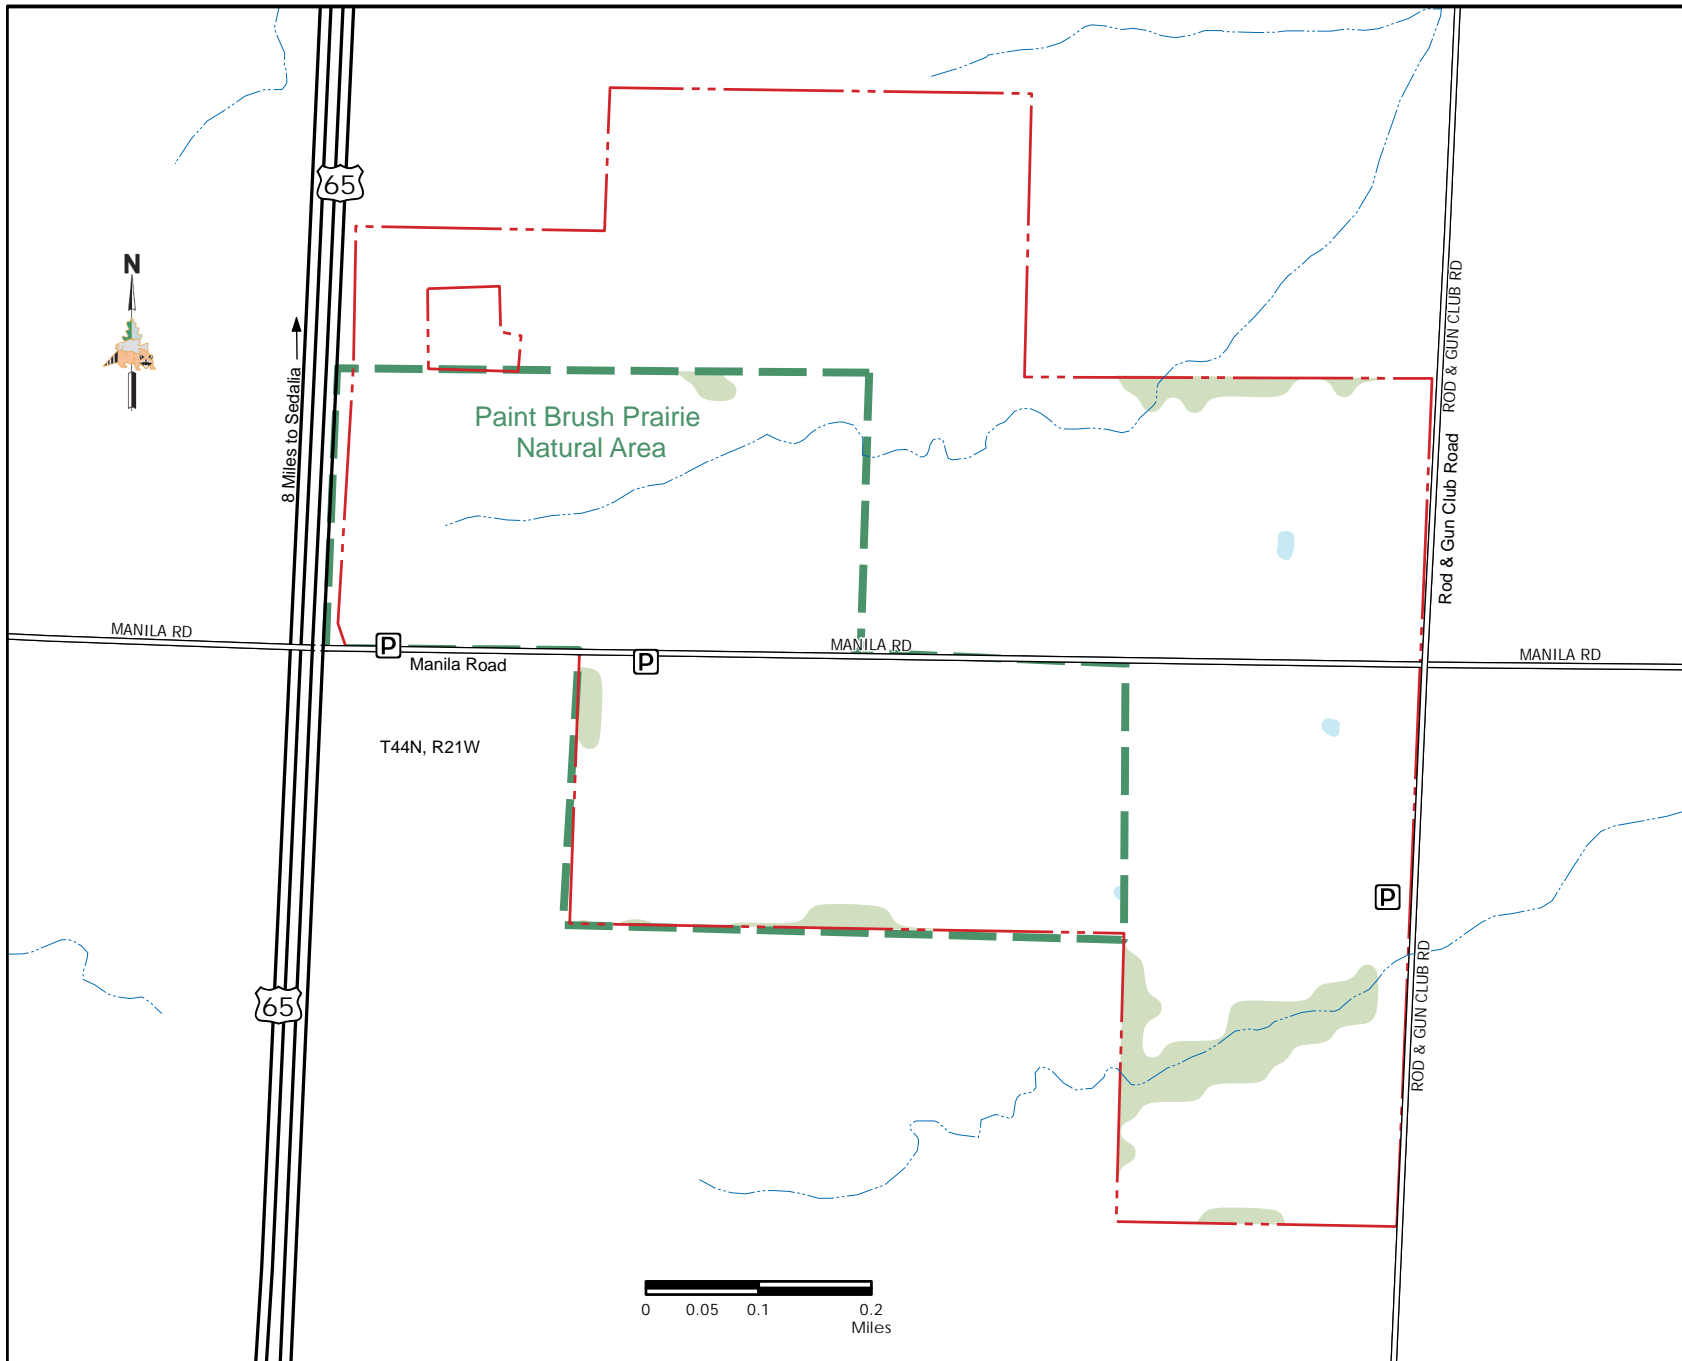 65
N
ROD & GUN CLUB RD
8 Miles to Sedalia
Paint Brush Prairie
Natural Area
Rod & Gun Club Road
MANILA RD
P
Manila Road
P
MANILA RD
MANILA RD
T44N, R21W
P
ROD & GUN CLUB RD
65
0 0.05 0.1 0.2
Miles